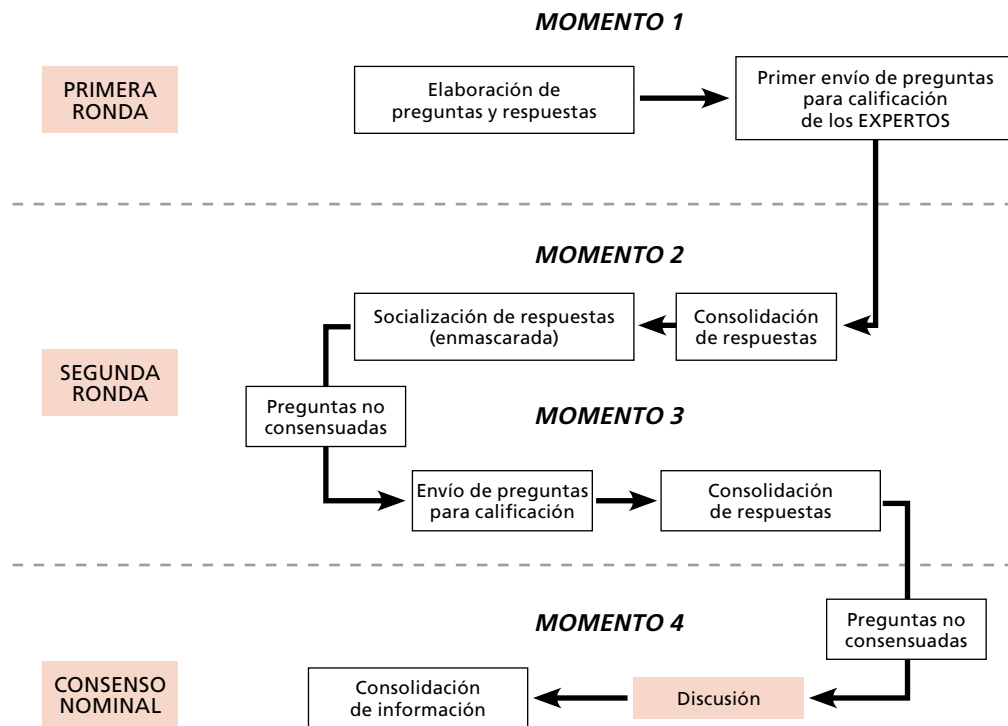 MOMENTO 1
PRIMERA
RONDA
Elaboración de
preguntas y respuestas
Primer envío de preguntas
para calificación
de los EXPERTOS
MOMENTO 2
SEGUNDA
RONDA
Socialización de respuestas
(enmascarada)
Consolidación
de respuestas
Preguntas no
consensuadas
MOMENTO 3
Envío de preguntas
para calificación
Consolidación
de respuestas
MOMENTO 4
Preguntas no
consensuadas
CONSENSO
NOMINAL
Consolidación
de información
Discusión